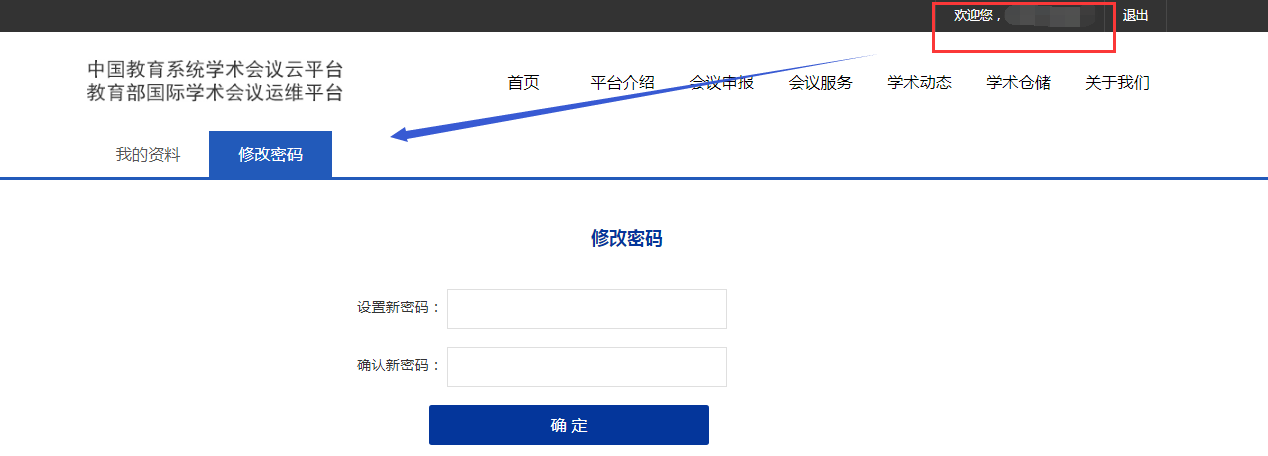 欢迎您，
退出
中国教育系统学术会议云平台
教育部国际学术会议运维平台
首页 平台介绍 会议申报 会议服务 学术动态 学术仓储 关于我们
我的资料 修改密码
修改密码
设置新密码：
确认新密码：
确 定